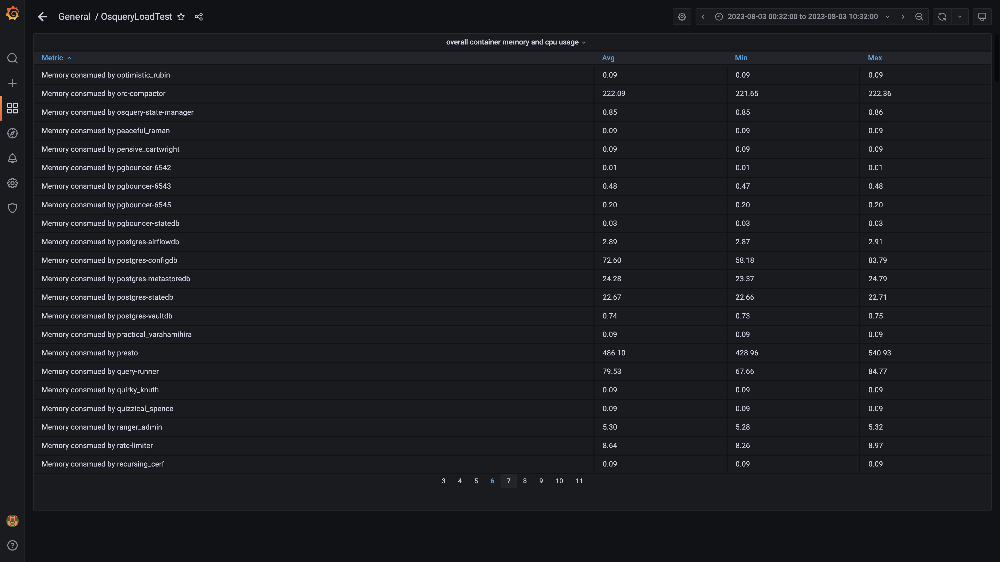 General / OsqueryLoadTest
2023-08-03 00:32:00 to 2023-08-03 10:32:00
overall container memory and cpu usage
Metric Avg Min Max
Memory consmued by optimistic_rubin 0.09 0.09 0.09
Memory consmued by orc-compactor 222.09 221.65 222.36
Memory consmued by osquery-state-manager 0.85 0.85 0.86
Memory consmued by peaceful_raman 0.09 0.09 0.09
Memory consmued by pensive_cartwright 0.09 0.09 0.09
Memory consmued by pgbouncer-6542 0.01 0.01 0.01
Memory consmued by pgbouncer-6543 0.48 0.47 0.48
Memory consmued by pgbouncer-6545 0.20 0.20 0.20
Memory consmued by pgbouncer-statedb 0.03 0.03 0.03
Memory consmued by postgres-airflowdb 2.89 2.87 2.91
Memory consmued by postgres-configdb 72.60 58.18 83.79
Memory consmued by postgres-metastoredb 24.28 23.37 24.79
Memory consmued by postgres-statedb 22.67 22.66 22.71
Memory consmued by postgres-vaultdb 0.74 0.73 0.75
Memory consmued by practical_varahamihira 0.09 0.09 0.09
Memory consmued by presto 486.10 428.96 540.93
Memory consmued by query-runner 79.53 67.66 84.77
Memory consmued by quirky_knuth 0.09 0.09 0.09
Memory consmued by quizzical_spence 0.09 0.09 0.09
Memory consmued by ranger_admin 5.30 5.28 5.32
Memory consmued by rate-limiter 8.64 8.26 8.97
Memory consmued by recursing_cerf 0.09 0.09 0.09
3 4 5 6 7 8 9 10 11